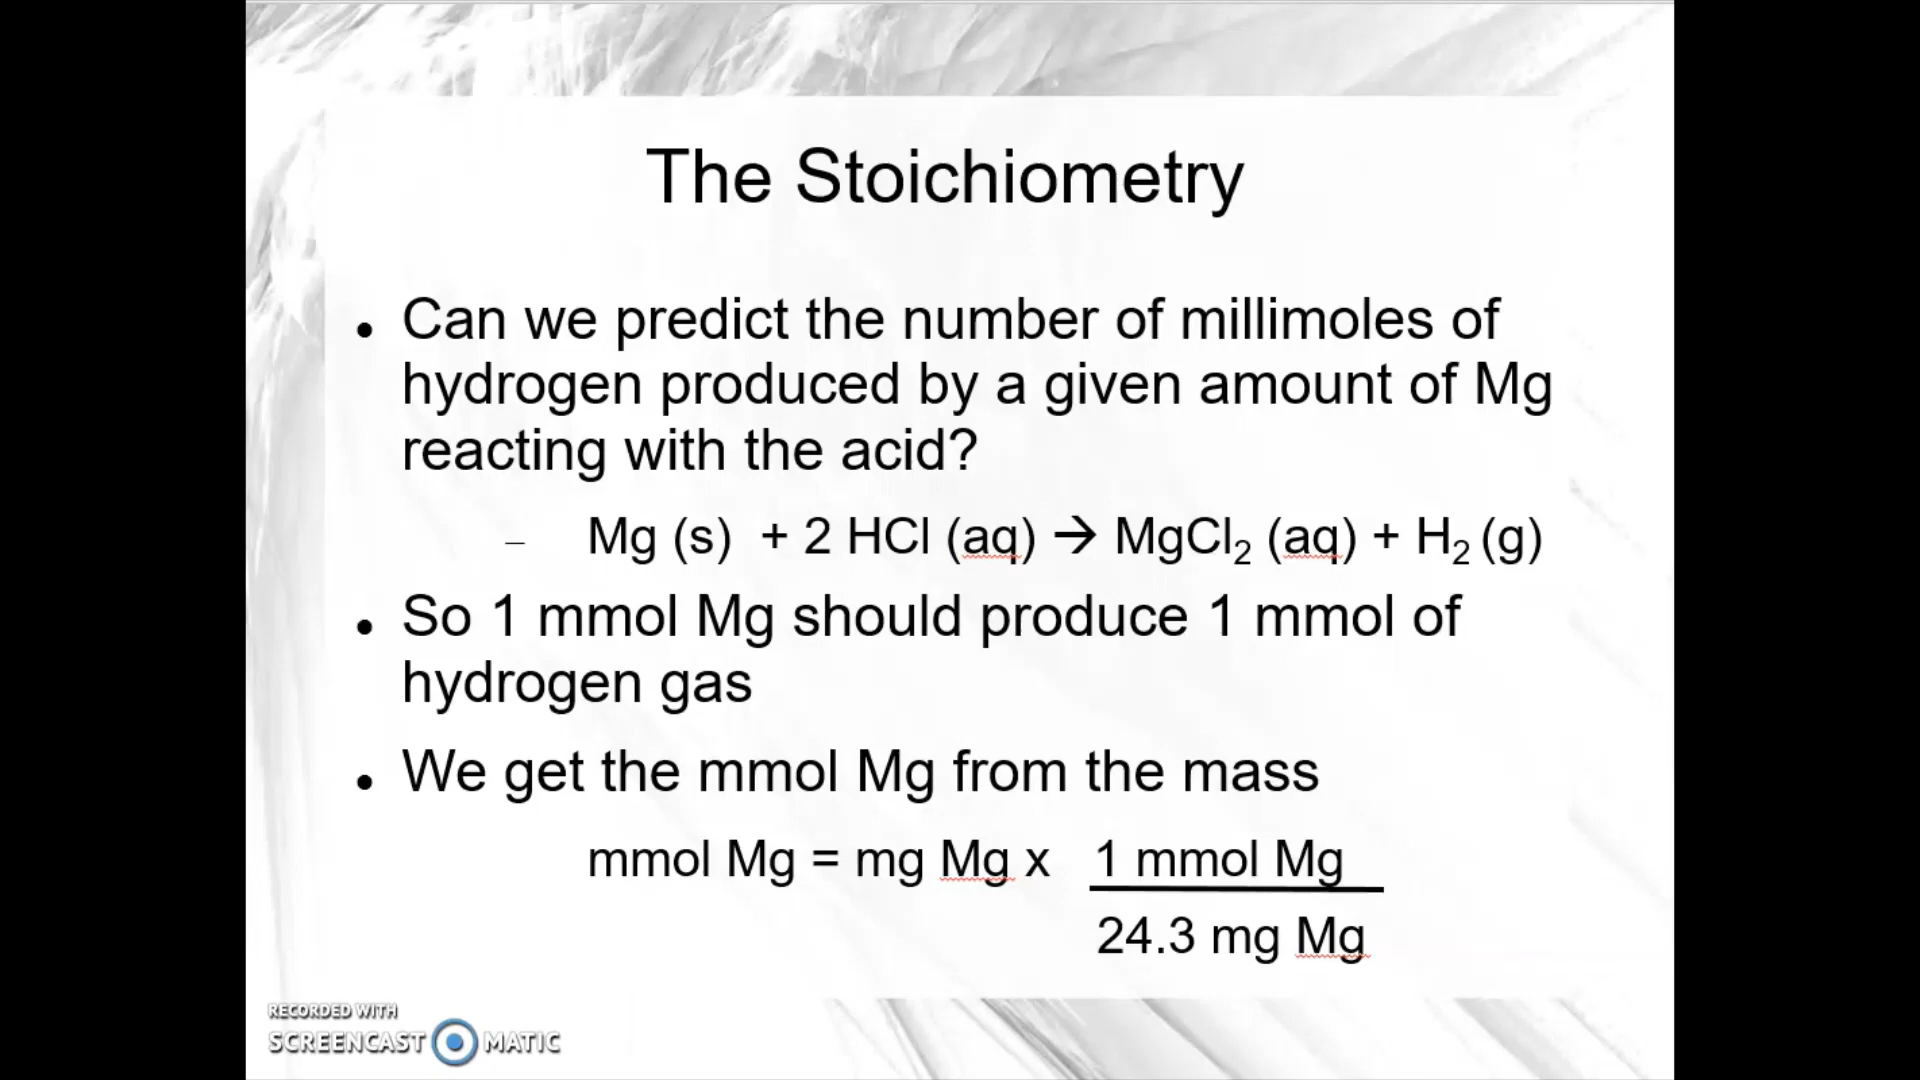 The Stoichiometry
• Can we predict the number of millimoles of
hydrogen produced by a given amount of Mg
reacting with the acid?
– Mg (s) + 2 HCl (aq) → MgCl₂ (aq) + H₂ (g)
• So 1 mmol Mg should produce 1 mmol of
hydrogen gas
• We get the mmol Mg from the mass
mmol Mg = mg Mg x 1 mmol Mg
24.3 mg Mg
RECORDED WITH
SCREENCAST MATIC